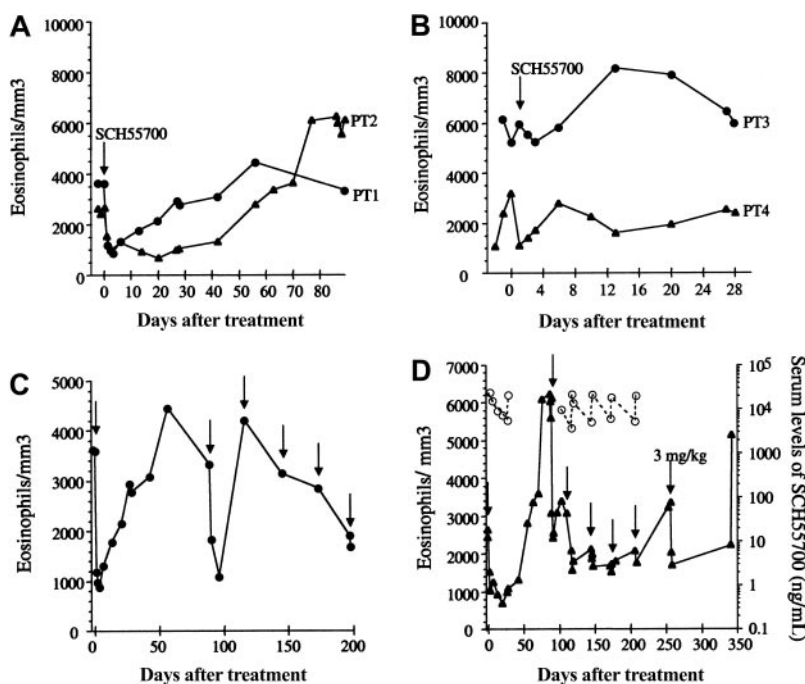 A
Eosinophils/mm3
10000
8000
6000
4000
2000
0
SCH55700
PT2
PT1
0 10 20 30 40 50 60 70 80
Days after treatment
B
Eosinophils/mm3
10000
8000
6000
4000
2000
0
SCH55700
PT3
PT4
0 4 8 12 16 20 24 28
Days after treatment
C
Eosinophils/mm3
5000
4000
3000
2000
1000
0
0 50 100 150 200
Days after treatment
D
Eosinophils/ mm3
7000
6000
5000
4000
3000
2000
1000
0
3 mg/kg
0 50 100 150 200 250 300 350
Days after treatment
10^5
10^4
1000
100
10
1
0.1
Serum levels of SCH55700 (ng/mL)